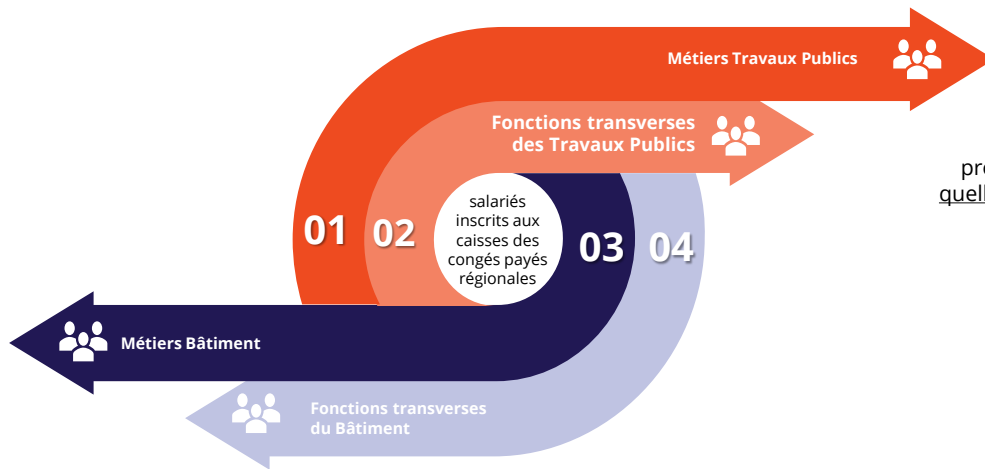 Métiers Travaux Publics
Fonctions transverses
des Travaux Publics
01
02
salariés
inscrits aux
caisses des
congés payés
régionales
03
04
Métiers Bâtiment
Fonctions transverses
du Bâtiment